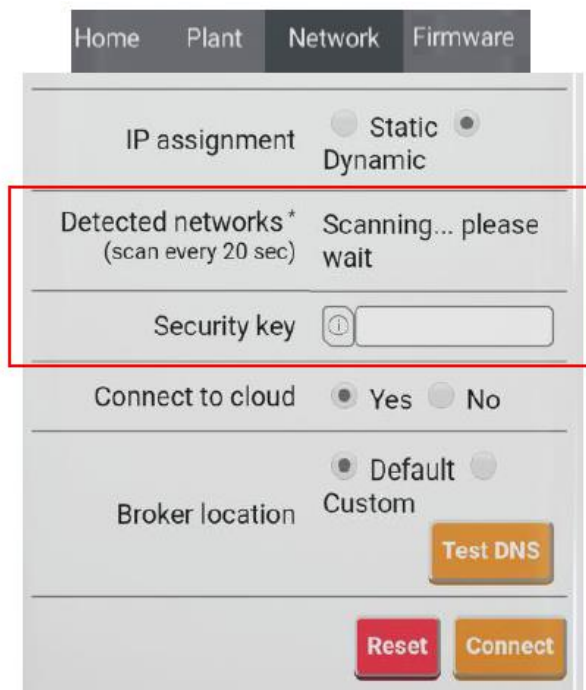 Home Plant Network Firmware
IP assignment
Static
Dynamic
Detected networks *
(scan every 20 sec)
Scanning... please
wait
Security key
Connect to cloud
Yes No
Broker location
Default
Custom
Test DNS
Reset Connect